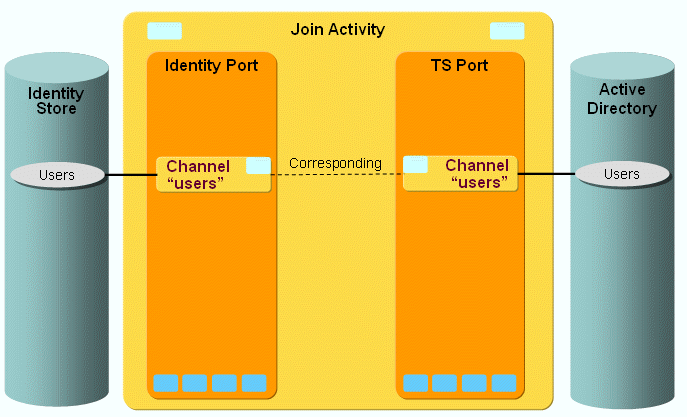 Join Activity
Identity Port
TS Port
Identity
Store
Active
Directory
Channel
“users”
Corresponding
Channel
“users”
Users
Users